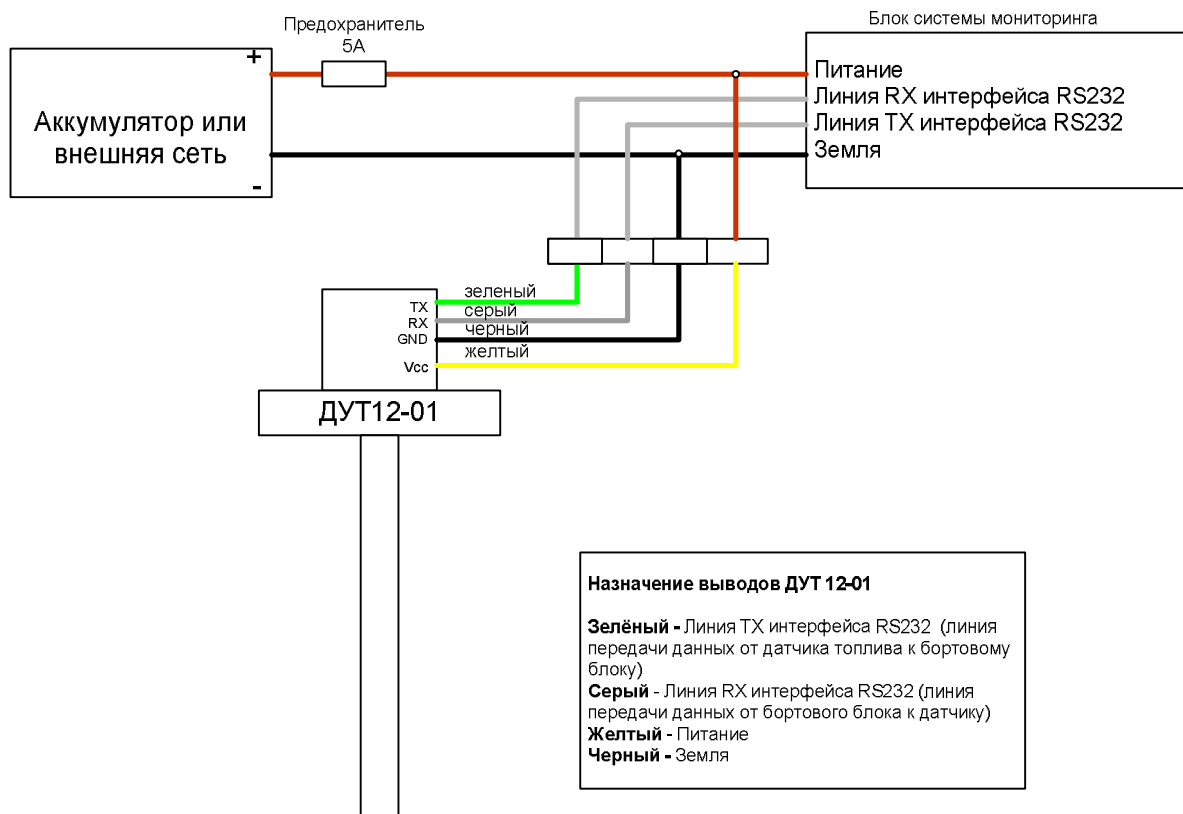 Предохранитель
5А
Блок системы мониторинга
+
Аккумулятор или
внешняя сеть
-
Питание
Линия RX интерфейса RS232
Линия TX интерфейса RS232
Земля
TX
RX
GND
Vcc
зеленый
серый
черный
желтый
ДУТ12-01
Назначение выводов ДУТ 12-01
Зелёный - Линия TX интерфейса RS232 (линия
передачи данных от датчика топлива к бортовому
блоку)
Серый - Линия RX интерфейса RS232 (линия
передачи данных от бортового блока к датчику)
Желтый - Питание
Черный - Земля